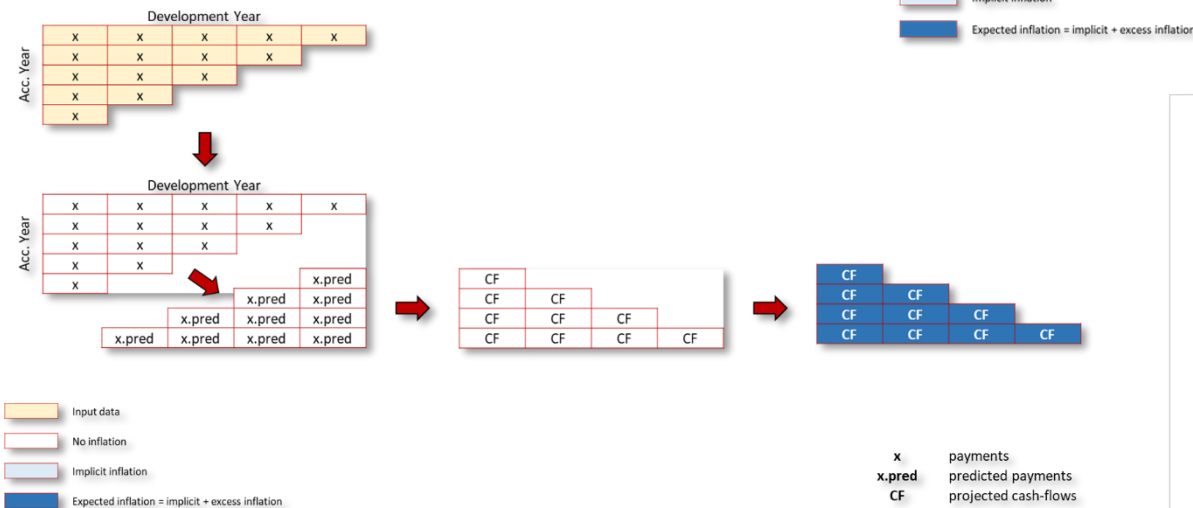 Implicit inflation
Expected inflation = implicit + excess inflation
Development Year
Acc. Year
x x x x x
x x x x
x x x
x x
x
Development Year
Acc. Year
x x x x x
x x x x
x x x
x x
x
x.pred
x.pred x.pred
x.pred x.pred x.pred
x.pred x.pred x.pred x.pred
CF
CF CF
CF CF CF
CF CF CF CF
CF
CF CF
CF CF CF
CF CF CF CF
Input data
No inflation
Implicit inflation
Expected inflation = implicit + excess inflation
x payments
x.pred predicted payments
CF projected cash-flows